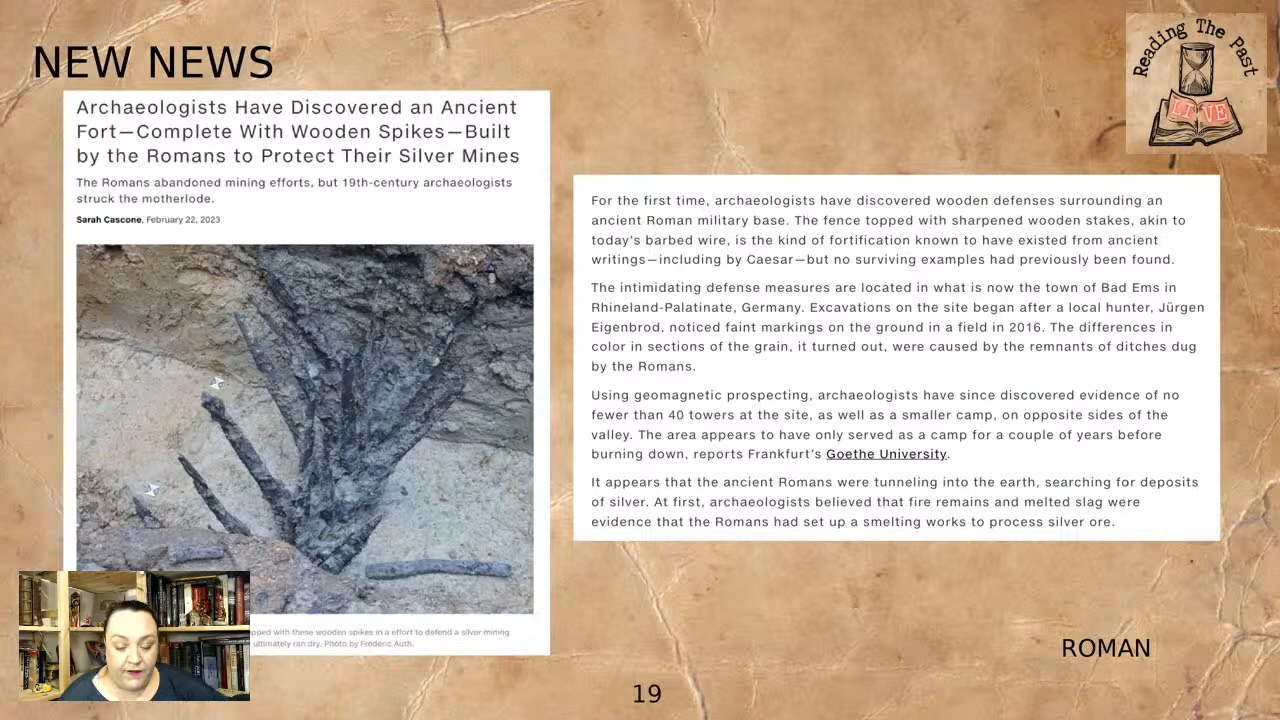 NEW NEWS
Reading The Past
LIVE
Archaeologists Have Discovered an Ancient
Fort—Complete With Wooden Spikes—Built
by the Romans to Protect Their Silver Mines
The Romans abandoned mining efforts, but 19th-century archaeologists
struck the motherlode.
Sarah Cascone, February 22, 2023
For the first time, archaeologists have discovered wooden defenses surrounding an
ancient Roman military base. The fence topped with sharpened wooden stakes, akin to
today's barbed wire, is the kind of fortification known to have existed from ancient
writings—including by Caesar—but no surviving examples had previously been found.
The intimidating defense measures are located in what is now the town of Bad Ems in
Rhineland-Palatinate, Germany. Excavations on the site began after a local hunter, Jürgen
Eigenbrod, noticed faint markings on the ground in a field in 2016. The differences in
color in sections of the grain, it turned out, were caused by the remnants of ditches dug
by the Romans.
Using geomagnetic prospecting, archaeologists have since discovered evidence of no
fewer than 40 towers at the site, as well as a smaller camp, on opposite sides of the
valley. The area appears to have only served as a camp for a couple of years before
burning down, reports Frankfurt's Goethe University.
It appears that the ancient Romans were tunneling into the earth, searching for deposits
of silver. At first, archaeologists believed that fire remains and melted slag were
evidence that the Romans had set up a smelting works to process silver ore.
with these wooden spikes in a effort to defend a silver mining
ultimately ran dry. Photo by Frederic Auth.
ROMAN
19